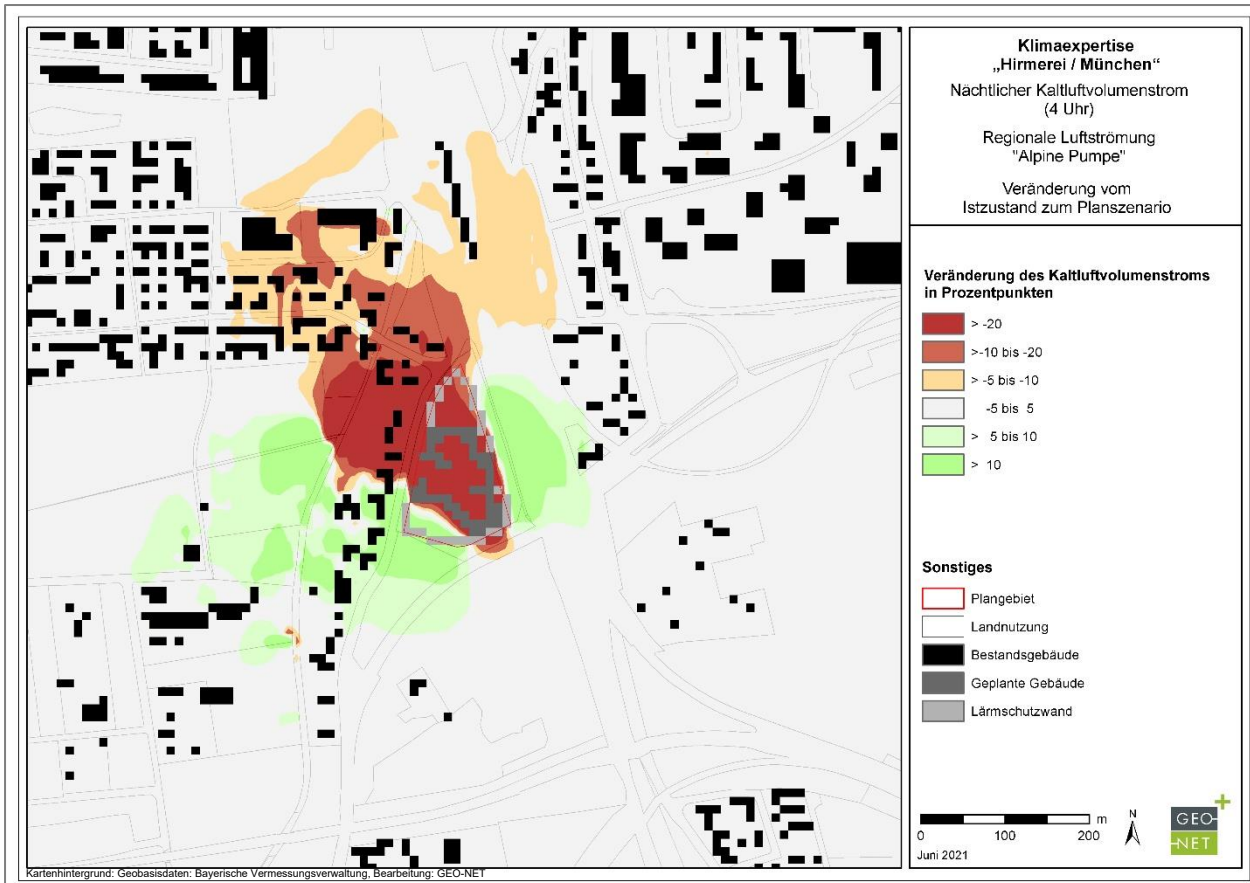 Klimaexpertise
„Hirmerei / München“
Nächtlicher Kaltluftvolumenstrom
(4 Uhr)
Regionale Luftströmung
"Alpine Pumpe"
Veränderung vom
Istzustand zum Planszenario
Veränderung des Kaltluftvolumenstroms
in Prozentpunkten
> -20
>-10 bis -20
> -5 bis -10
-5 bis 5
> 5 bis 10
> 10
Sonstiges
Plangebiet
Landnutzung
Bestandsgebäude
Geplante Gebäude
Lärmschutzwand
m
0 100 200
N
GEO-
-NET
Juni 2021
Kartenhintergrund: Geobasisdaten: Bayerische Vermessungsverwaltung, Bearbeitung: GEO-NET